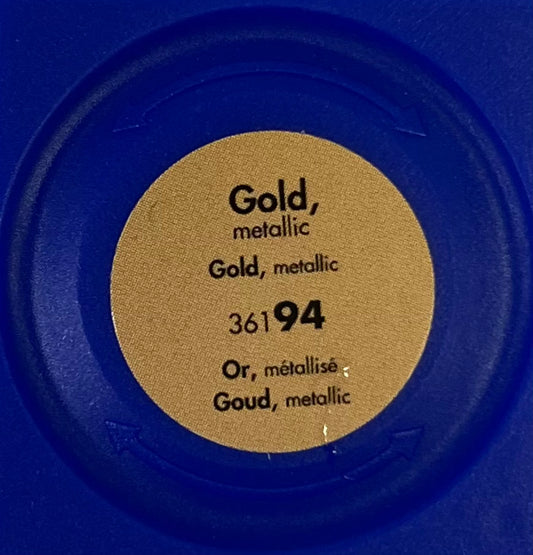 Gold,
metallic
Gold, metallic
36194
Or, métallisé
Goud, metallic